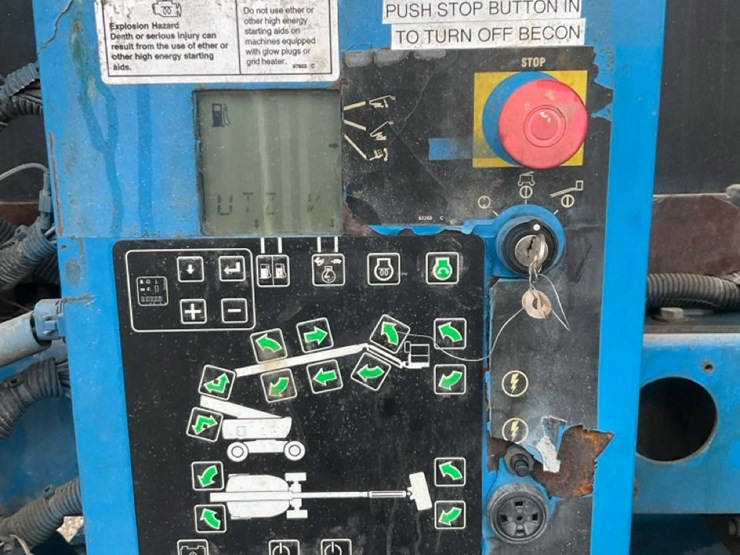 Explosion Hazard
Death or serious injury can
result from the use of ether or
other high energy starting
aids.
Do not use ether or
other high energy
starting aids on
machines equipped
with glow plugs or
grid heater.
PUSH STOP BUTTON IN
TO TURN OFF BECON
STOP